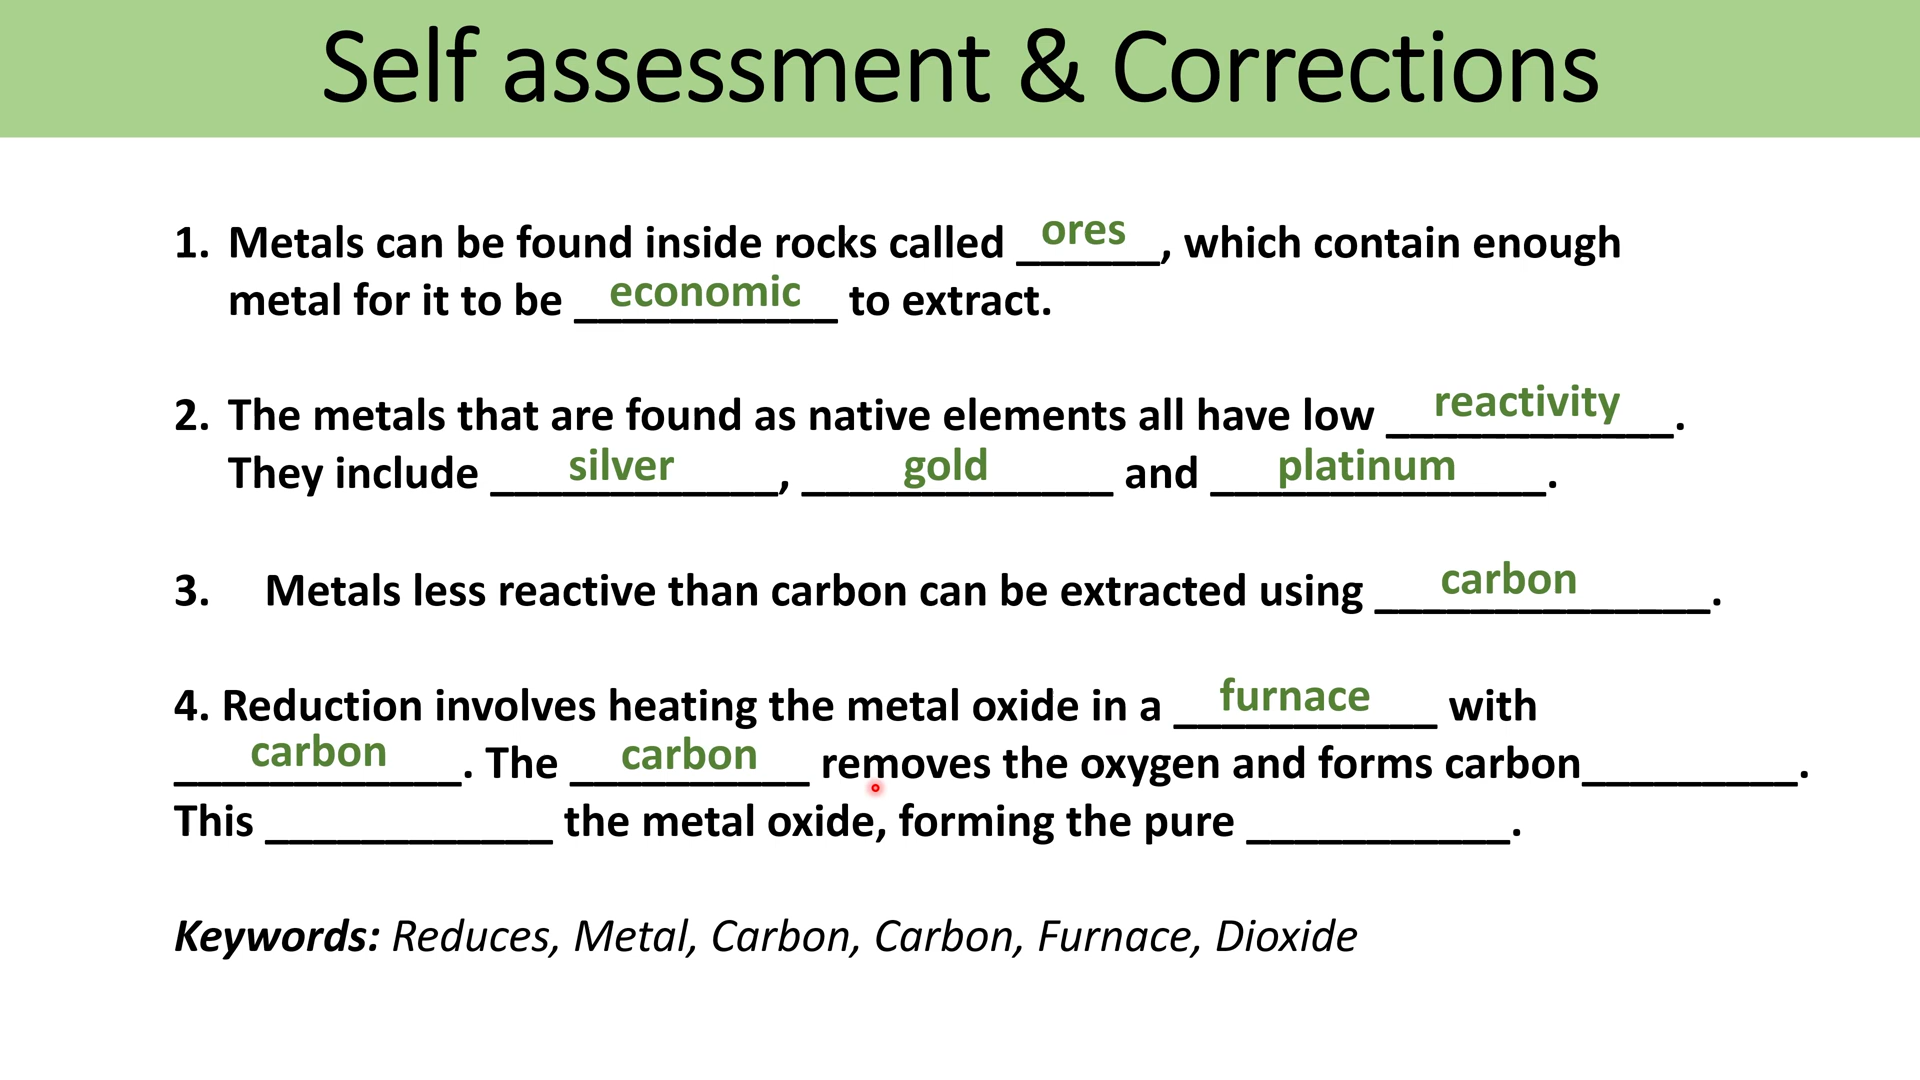 Self assessment & Corrections
1. Metals can be found inside rocks called ores, which contain enough
metal for it to be economic to extract.
2. The metals that are found as native elements all have low reactivity.
They include silver, gold and platinum.
3. Metals less reactive than carbon can be extracted using carbon.
4. Reduction involves heating the metal oxide in a furnace with
carbon. The carbon removes the oxygen and forms carbon_________.
This ____________ the metal oxide, forming the pure ___________.
Keywords: Reduces, Metal, Carbon, Carbon, Furnace, Dioxide